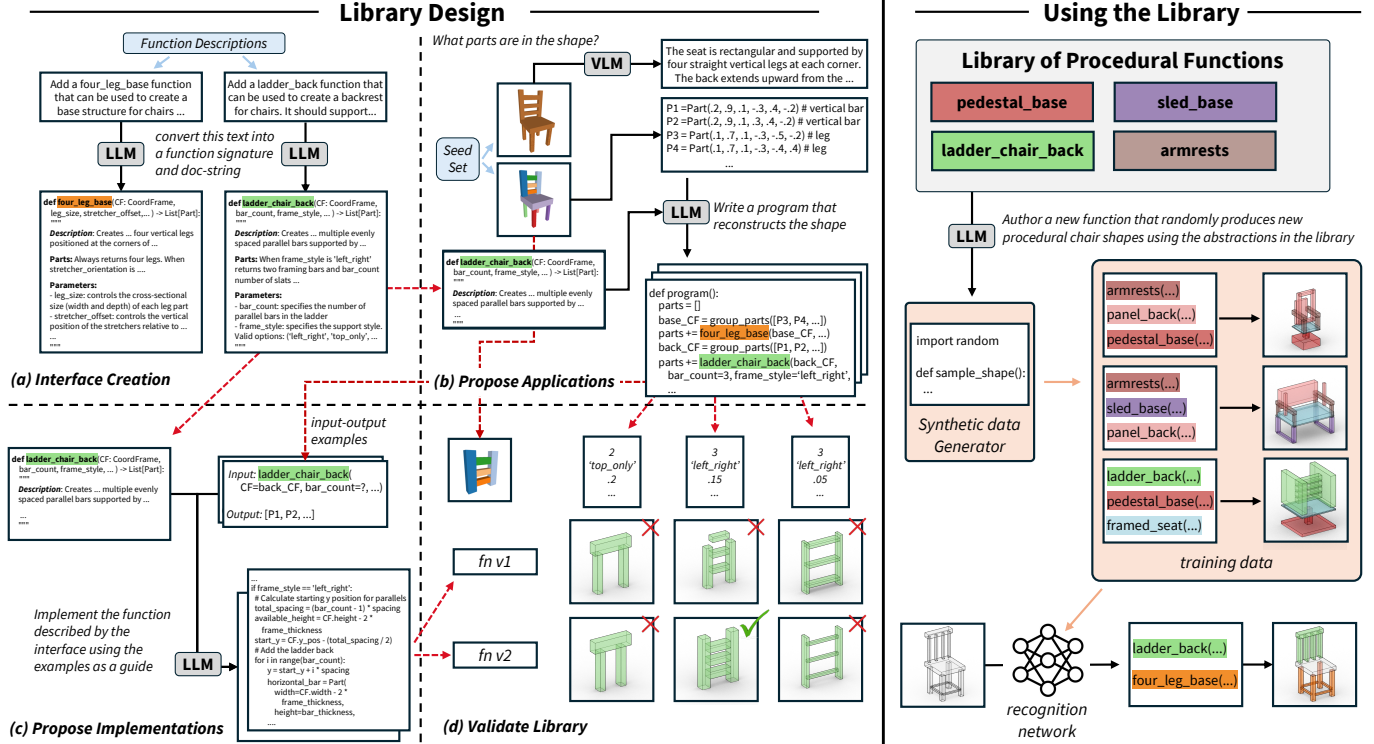 Library Design
Function Descriptions
Add a four_leg_base function
that can be used to create a
base structure for chairs ...
Add a ladder_back function that
can be used to create a backrest
for chairs. It should support...
LLM
convert this text into
a function signature
and doc-string
LLM
def four_leg_base(CF: CoordFrame,
leg_size, stretcher_offset,... ) -> List[Part]:
"""
Description: Creates ... four vertical legs
positioned at the corners of ...
Parts: Always returns four legs. When
stretcher_orientation is ....
Parameters:
- leg_size: controls the cross-sectional
size (width and depth) of each leg part
- stretcher_offset: controls the vertical
position of the stretchers relative to ...
...
"""
def ladder_chair_back(CF: CoordFrame,
bar_count, frame_style, ... ) -> List[Part]:
"""
Description: Creates ... multiple evenly
spaced parallel bars supported by ...
Parts: When frame_style is 'left_right'
returns two framing bars and bar_count
number of slats ...
Parameters:
- bar_count: specifies the number of
parallel bars in the ladder
- frame_style: specifies the support style.
Valid options: ('left_right', 'top_only', ...
...
"""
(a) Interface Creation
What parts are in the shape?
VLM
The seat is rectangular and supported by
four straight vertical legs at each corner.
The back extends upward from the ...
Seed
Set
P1 =Part(.2, .9, .1, -.3, .4, -.2) # vertical bar
P2 =Part(.2, .9, .1, .3, .4, -.2) # vertical bar
P3 = Part(.1, .7, .1, -.3, -.5, -.2) # leg
P4 = Part(.1, .7, .1, -.3, -.4, .4) # leg
...
LLM
Write a program that
reconstructs the shape
def ladder_chair_back(CF: CoordFrame,
bar_count, frame_style, ... ) -> List[Part]:
"""
Description: Creates ... multiple evenly
spaced parallel bars supported by ...
...
"""
def program():
parts = []
base_CF = group_parts([P3, P4, ...])
parts += four_leg_base(base_CF, ...)
back_CF = group_parts([P1, P2, ...])
parts += ladder_chair_back(back_CF,
bar_count=3, frame_style='left_right',
...
(b) Propose Applications
def ladder_chair_back(CF: CoordFrame,
bar_count, frame_style, ... ) -> List[Part]:
"""
Description: Creates ... multiple evenly
spaced parallel bars supported by ...
...
"""
input-output
examples
Input: ladder_chair_back(
CF=back_CF, bar_count=?, ...)
Output: [P1, P2, ...]
Implement the function
described by the
interface using the
examples as a guide
LLM
...
if frame_style == 'left_right':
# Calculate starting y position for parallels
total_spacing = (bar_count - 1) * spacing
available_height = CF.height - 2 *
frame_thickness
start_y = CF.y_pos - (total_spacing / 2)
# Add the ladder back
for i in range(bar_count):
y = start_y + i * spacing
horizontal_bar = Part(
width=CF.width - 2 *
frame_thickness,
height=bar_thickness,
....
(c) Propose Implementations
2
'top_only'
.2
...
3
'left_right'
.15
...
3
'left_right'
.05
...
fn v1
fn v2
(d) Validate Library
Using the Library
Library of Procedural Functions
pedestal_base
sled_base
ladder_chair_back
armrests
LLM
Author a new function that randomly produces new
procedural chair shapes using the abstractions in the library
import random
def sample_shape():
...
Synthetic data
Generator
armrests(...)
panel_back(...)
pedestal_base(...)
armrests(...)
sled_base(...)
panel_back(...)
ladder_back(...)
pedestal_base(...)
framed_seat(...)
training data
recognition
network
ladder_back(...)
four_leg_base(...)